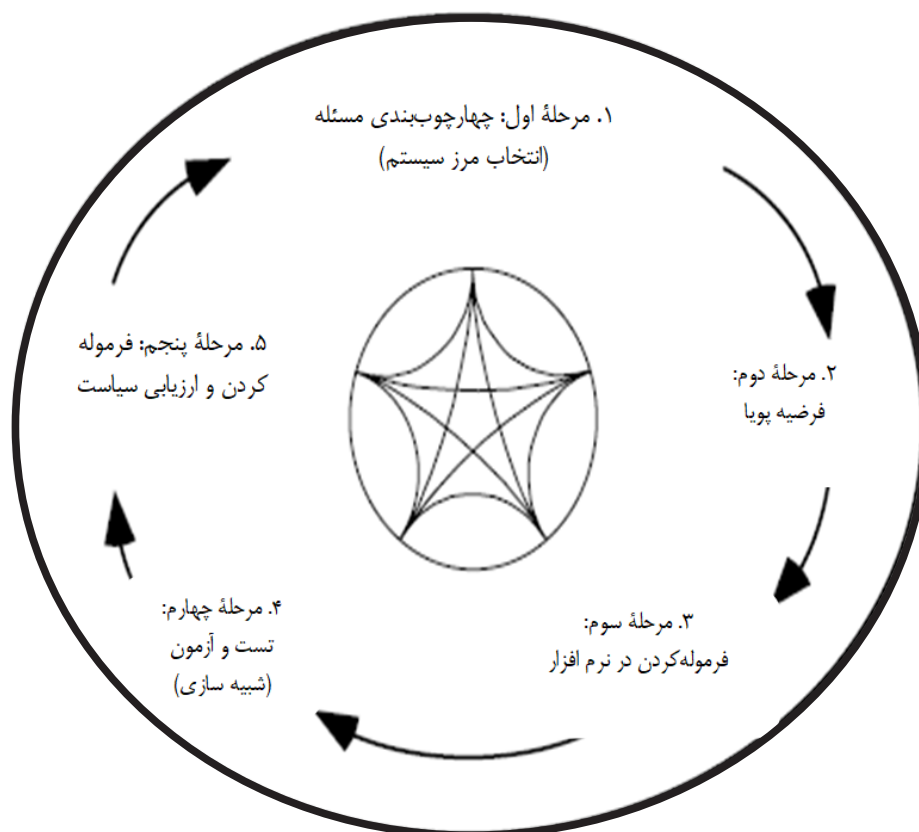 ۱. مرحلهٔ اول: چهارچوب‌بندی مسئله
(انتخاب مرز سیستم)
۲. مرحلهٔ دوم:
فرضیه پویا
۳. مرحلهٔ سوم:
فرموله‌کردن در نرم افزار
۴. مرحلهٔ چهارم:
تست و آزمون
(شبیه سازی)
۵. مرحلهٔ پنجم: فرموله
کردن و ارزیابی سیاست